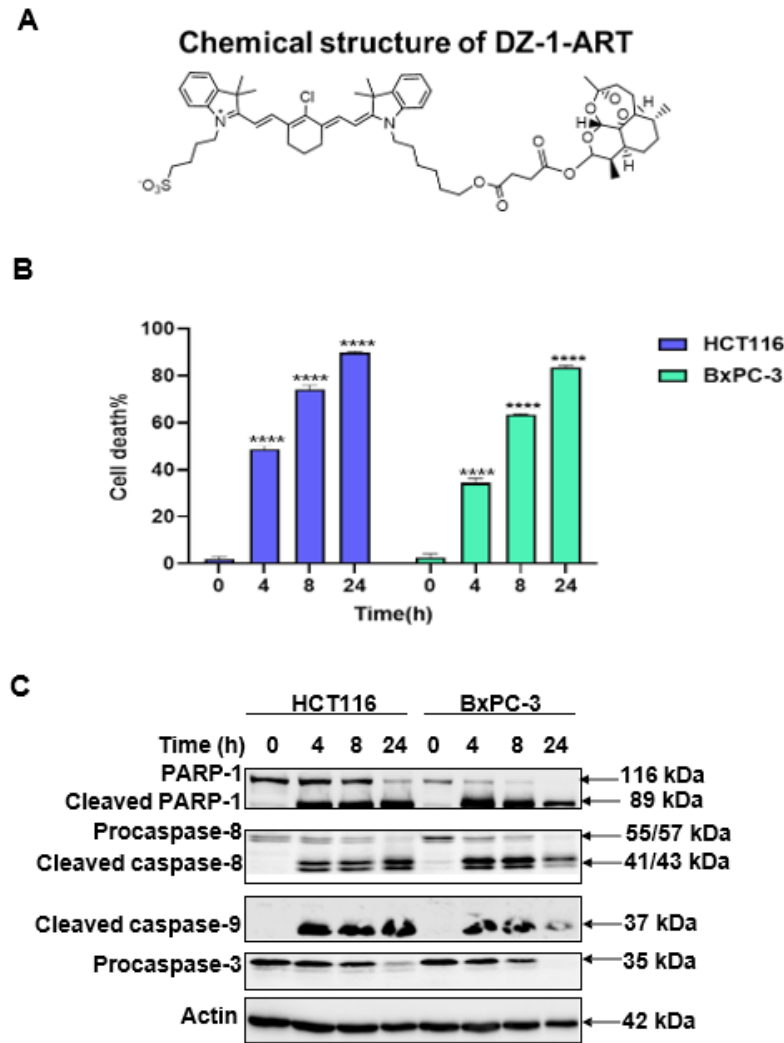 A
Chemical structure of DZ-1-ART
Cl
N+
N
-O3S
O
O
O
O
O
O
O
O
O
H
H
H
B
Cell death%
100
80
60
40
20
0
****
****
****
****
****
****
0 4 8 24 0 4 8 24
Time(h)
HCT116
BxPC-3
C
HCT116 BxPC-3
Time (h) 0 4 8 24 0 4 8 24
PARP-1 116 kDa
Cleaved PARP-1 89 kDa
Procaspase-8 55/57 kDa
Cleaved caspase-8 41/43 kDa
Cleaved caspase-9 37 kDa
Procaspase-3 35 kDa
Actin 42 kDa